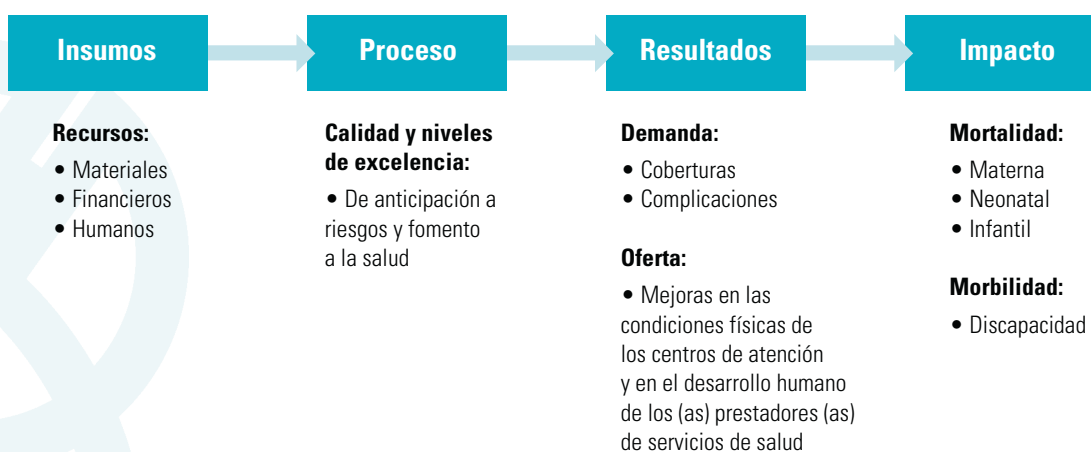 Insumos
Proceso
Resultados
Impacto
Recursos:
• Materiales
• Financieros
• Humanos
Calidad y niveles
de excelencia:
• De anticipación a
riesgos y fomento
a la salud
Demanda:
• Coberturas
• Complicaciones
Oferta:
• Mejoras en las
condiciones físicas de
los centros de atención
y en el desarrollo humano
de los (as) prestadores (as)
de servicios de salud
Mortalidad:
• Materna
• Neonatal
• Infantil
Morbilidad:
• Discapacidad